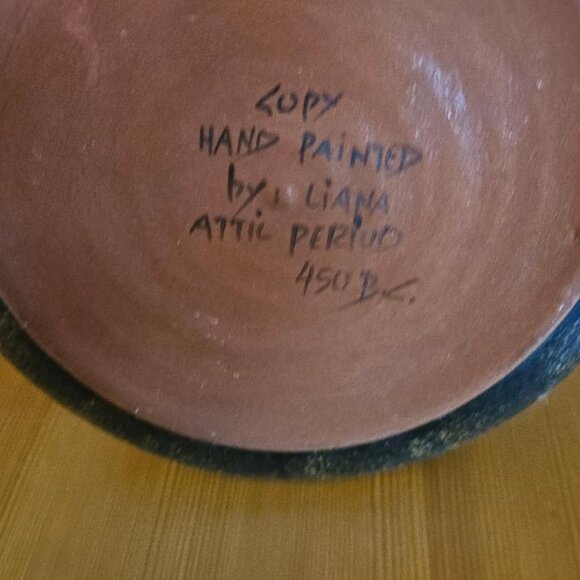 COPY
HAND PAINTED
by LIANA
ATTIC PERIOD
450 B.C.